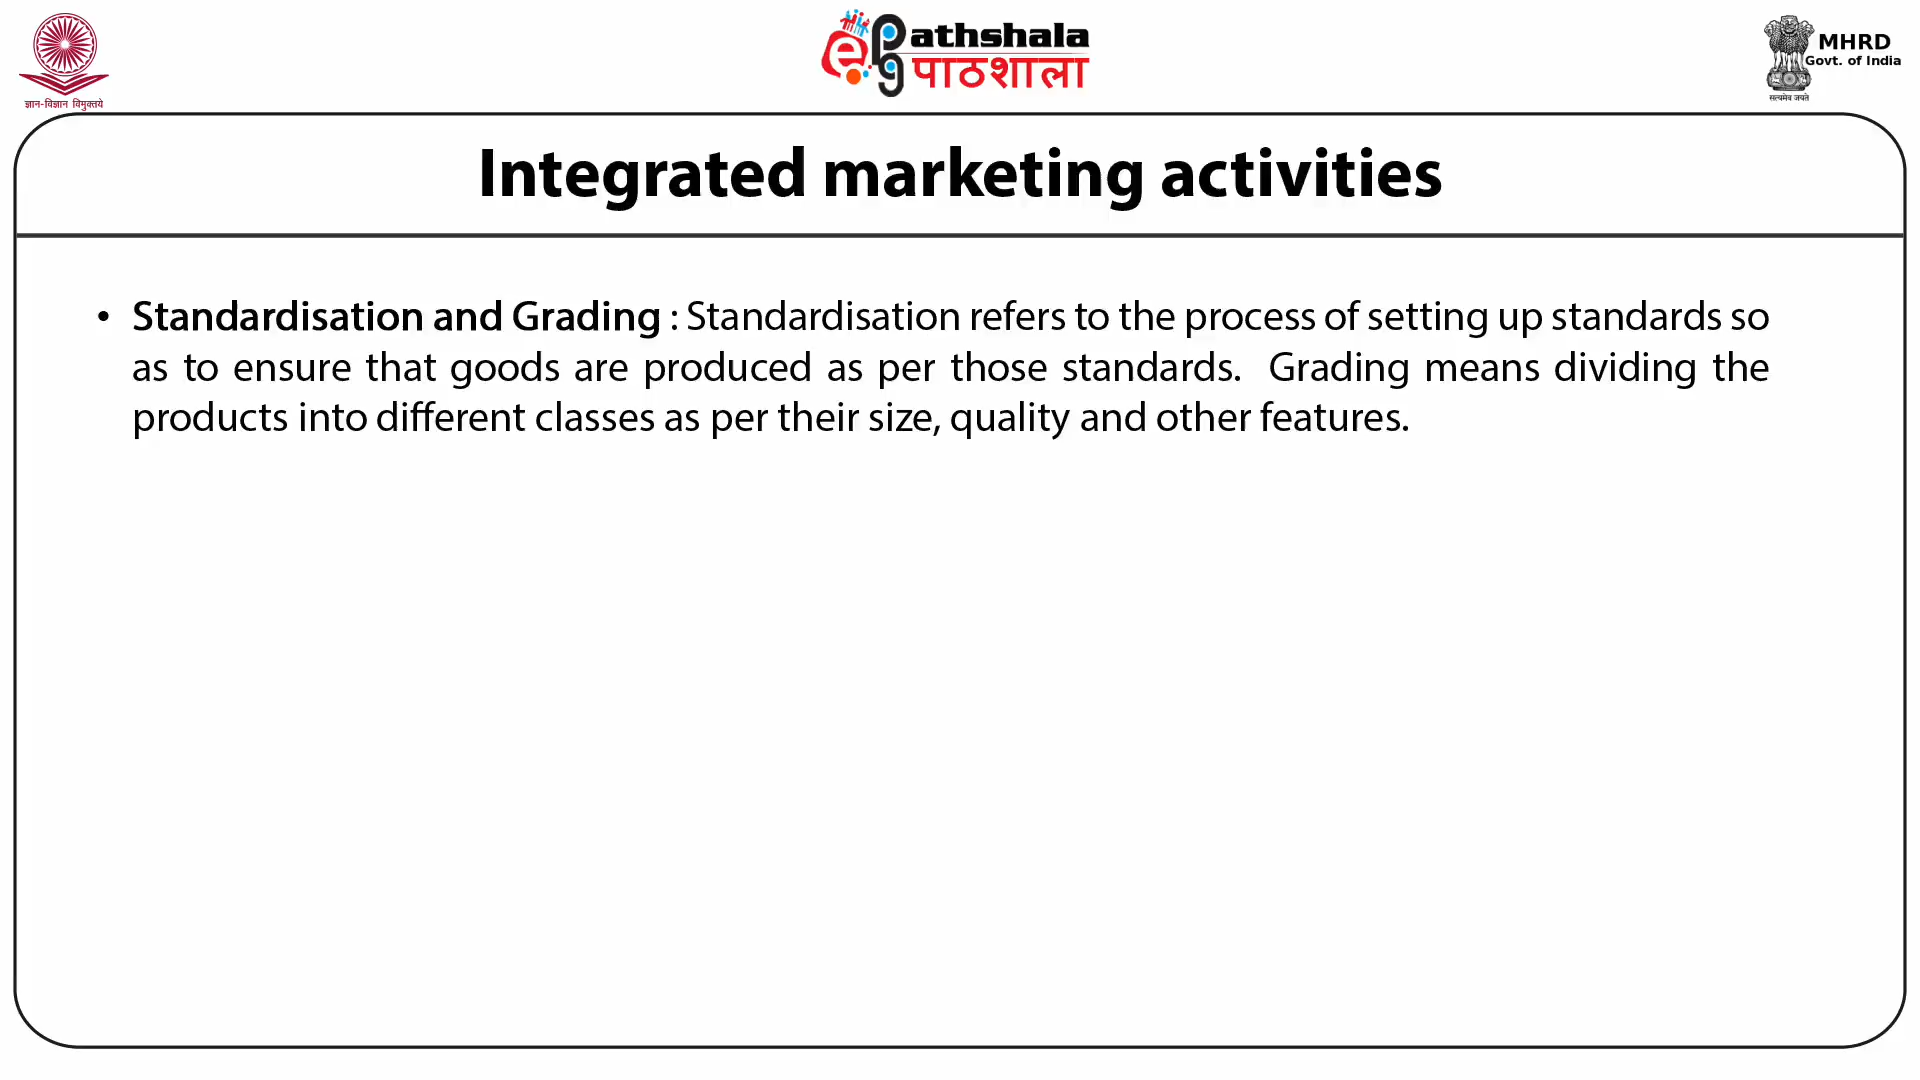 ज्ञान-विज्ञान विमुक्तये
e pg athshala
पाठशाला
MHRD
Govt. of India
सत्यमेव जयते
Integrated marketing activities
• Standardisation and Grading : Standardisation refers to the process of setting up standards so
as to ensure that goods are produced as per those standards. Grading means dividing the
products into different classes as per their size, quality and other features.